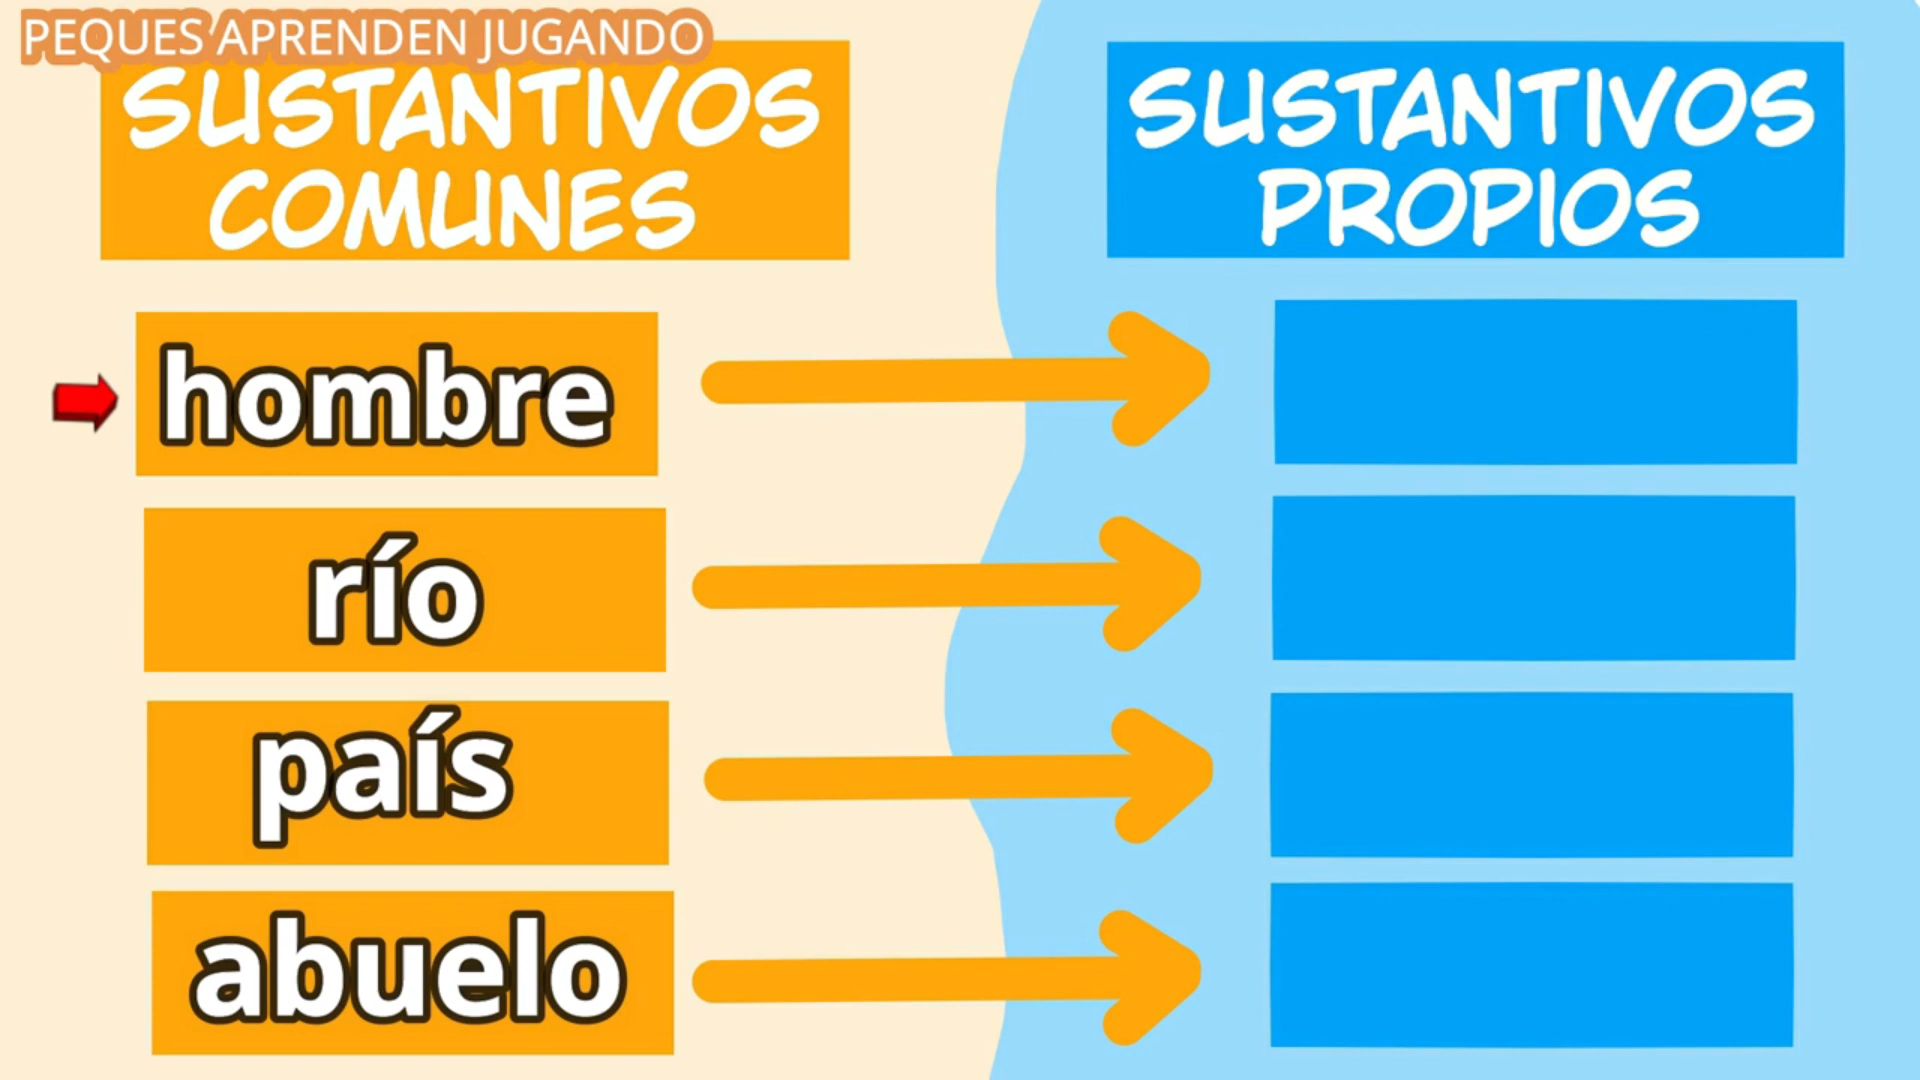 PEQUES APRENDEN JUGANDO
SUSTANTIVOS
COMUNES
SUSTANTIVOS
PROPIOS
hombre
río
país
abuelo